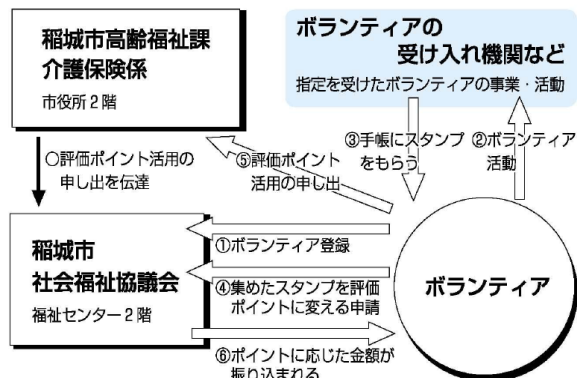 稲城市高齢福祉課
介護保険係
市役所2階
ボランティアの
受け入れ機関など
指定を受けたボランティアの事業・活動
③手帳にスタンプ
をもらう
②ボランティア
活動
○評価ポイント活用の
申し出を伝達
⑤評価ポイント
活用の申し出
稲城市
社会福祉協議会
福祉センター2階
①ボランティア登録
④集めたスタンプを評価
ポイントに変える申請
ボランティア
⑥ポイントに応じた金額が
振り込まれる